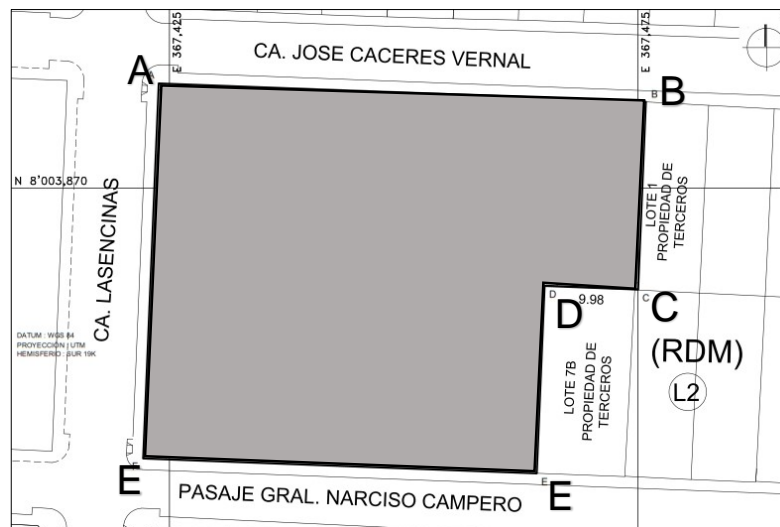 E 367,425
E 367,475
CA. JOSE CACERES VERNAL
A
B
B
N 8'003,870
CA. LASENCINAS
LOTE 1
PROPIEDAD DE
TERCEROS
D
9.98
C
D
C
(RDM)
L2
DATUM : WGS 84
PROYECCIÓN : UTM
HEMISFERIO : SUR 19K
LOTE 7B
PROPIEDAD DE
TERCEROS
E
E
E
PASAJE GRAL. NARCISO CAMPERO